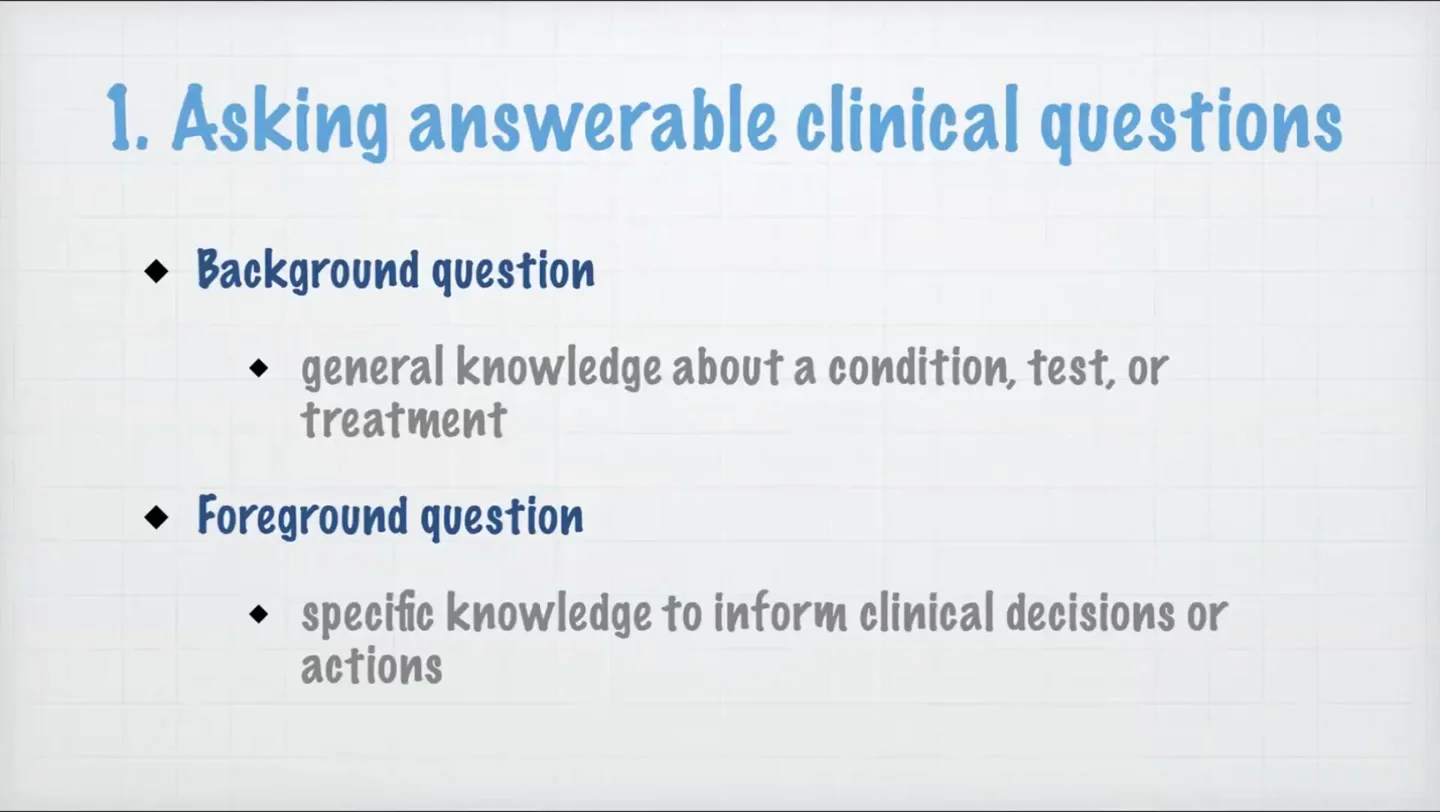 1. Asking answerable clinical questions
Background question
general knowledge about a condition, test, or
treatment
Foreground question
specific knowledge to inform clinical decisions or
actions